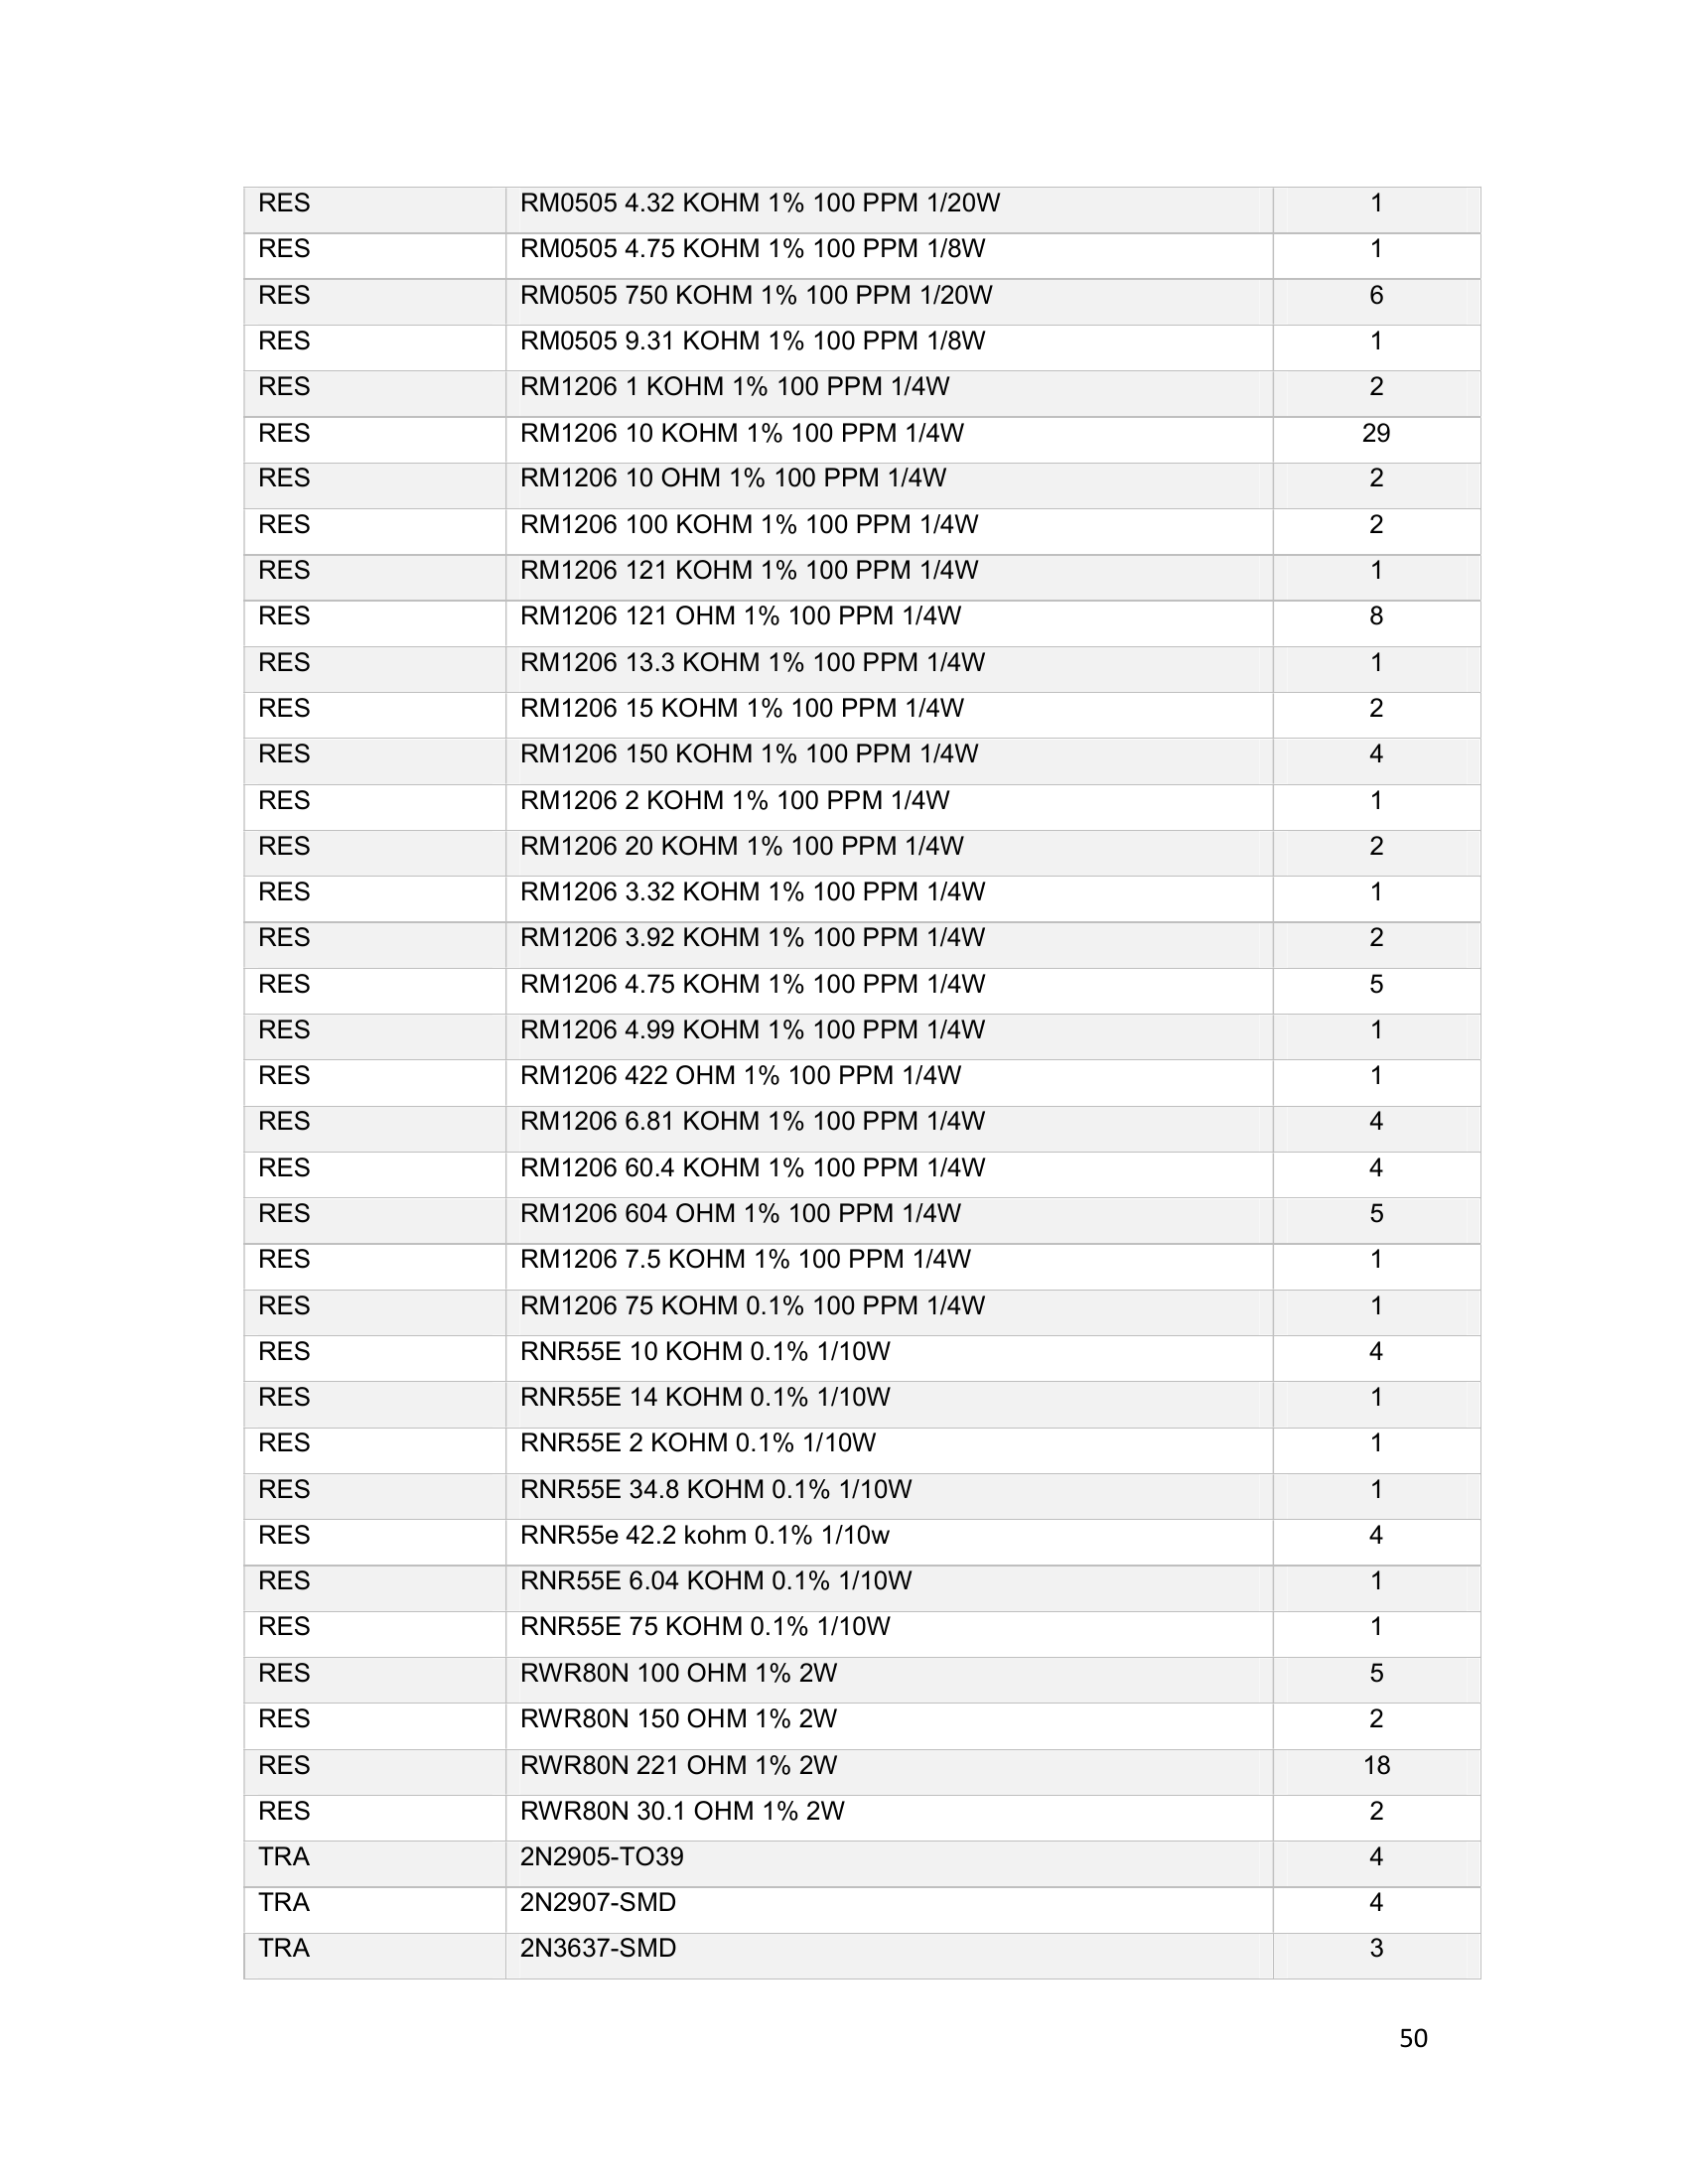 RES RM0505 4.32 KOHM 1% 100 PPM 1/20W 1
RES RM0505 4.75 KOHM 1% 100 PPM 1/8W 1
RES RM0505 750 KOHM 1% 100 PPM 1/20W 6
RES RM0505 9.31 KOHM 1% 100 PPM 1/8W 1
RES RM1206 1 KOHM 1% 100 PPM 1/4W 2
RES RM1206 10 KOHM 1% 100 PPM 1/4W 29
RES RM1206 10 OHM 1% 100 PPM 1/4W 2
RES RM1206 100 KOHM 1% 100 PPM 1/4W 2
RES RM1206 121 KOHM 1% 100 PPM 1/4W 1
RES RM1206 121 OHM 1% 100 PPM 1/4W 8
RES RM1206 13.3 KOHM 1% 100 PPM 1/4W 1
RES RM1206 15 KOHM 1% 100 PPM 1/4W 2
RES RM1206 150 KOHM 1% 100 PPM 1/4W 4
RES RM1206 2 KOHM 1% 100 PPM 1/4W 1
RES RM1206 20 KOHM 1% 100 PPM 1/4W 2
RES RM1206 3.32 KOHM 1% 100 PPM 1/4W 1
RES RM1206 3.92 KOHM 1% 100 PPM 1/4W 2
RES RM1206 4.75 KOHM 1% 100 PPM 1/4W 5
RES RM1206 4.99 KOHM 1% 100 PPM 1/4W 1
RES RM1206 422 OHM 1% 100 PPM 1/4W 1
RES RM1206 6.81 KOHM 1% 100 PPM 1/4W 4
RES RM1206 60.4 KOHM 1% 100 PPM 1/4W 4
RES RM1206 604 OHM 1% 100 PPM 1/4W 5
RES RM1206 7.5 KOHM 1% 100 PPM 1/4W 1
RES RM1206 75 KOHM 0.1% 100 PPM 1/4W 1
RES RNR55E 10 KOHM 0.1% 1/10W 4
RES RNR55E 14 KOHM 0.1% 1/10W 1
RES RNR55E 2 KOHM 0.1% 1/10W 1
RES RNR55E 34.8 KOHM 0.1% 1/10W 1
RES RNR55e 42.2 kohm 0.1% 1/10w 4
RES RNR55E 6.04 KOHM 0.1% 1/10W 1
RES RNR55E 75 KOHM 0.1% 1/10W 1
RES RWR80N 100 OHM 1% 2W 5
RES RWR80N 150 OHM 1% 2W 2
RES RWR80N 221 OHM 1% 2W 18
RES RWR80N 30.1 OHM 1% 2W 2
TRA 2N2905-TO39 4
TRA 2N2907-SMD 4
TRA 2N3637-SMD 3
50